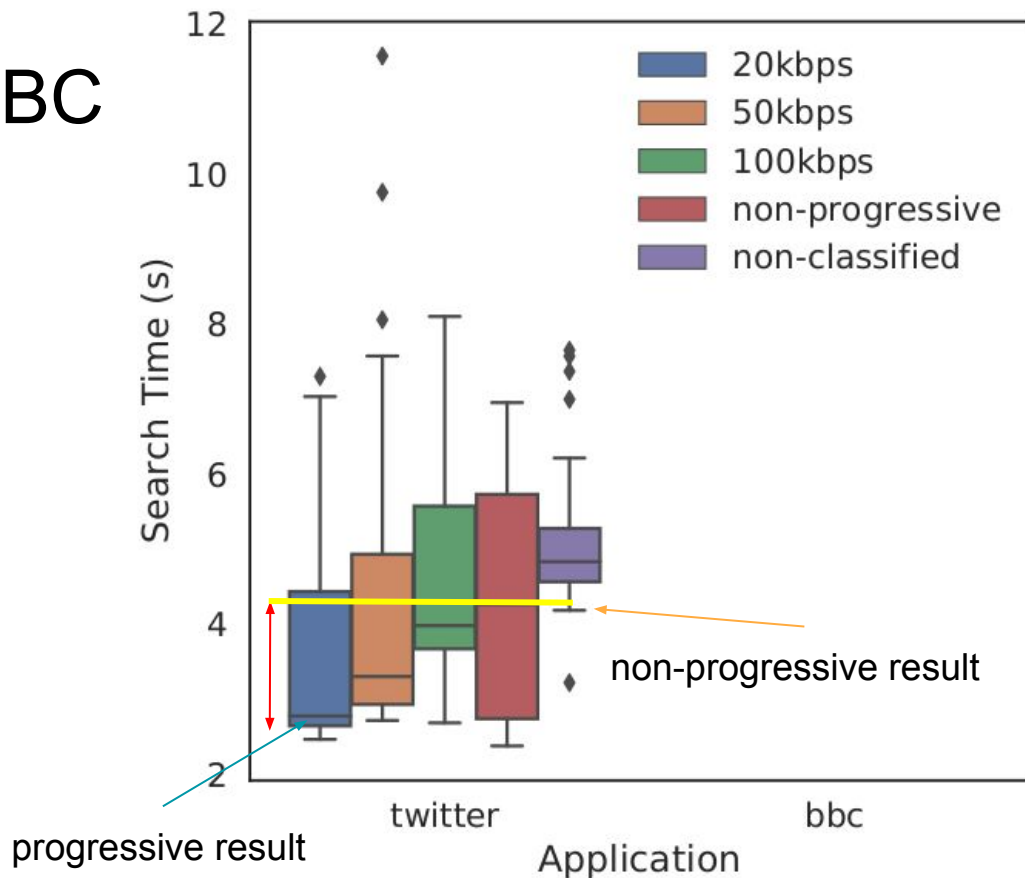 BC
12
10
8
6
4
2
Search Time (s)
20kbps
50kbps
100kbps
non-progressive
non-classified
non-progressive result
progressive result
twitter
bbc
Application